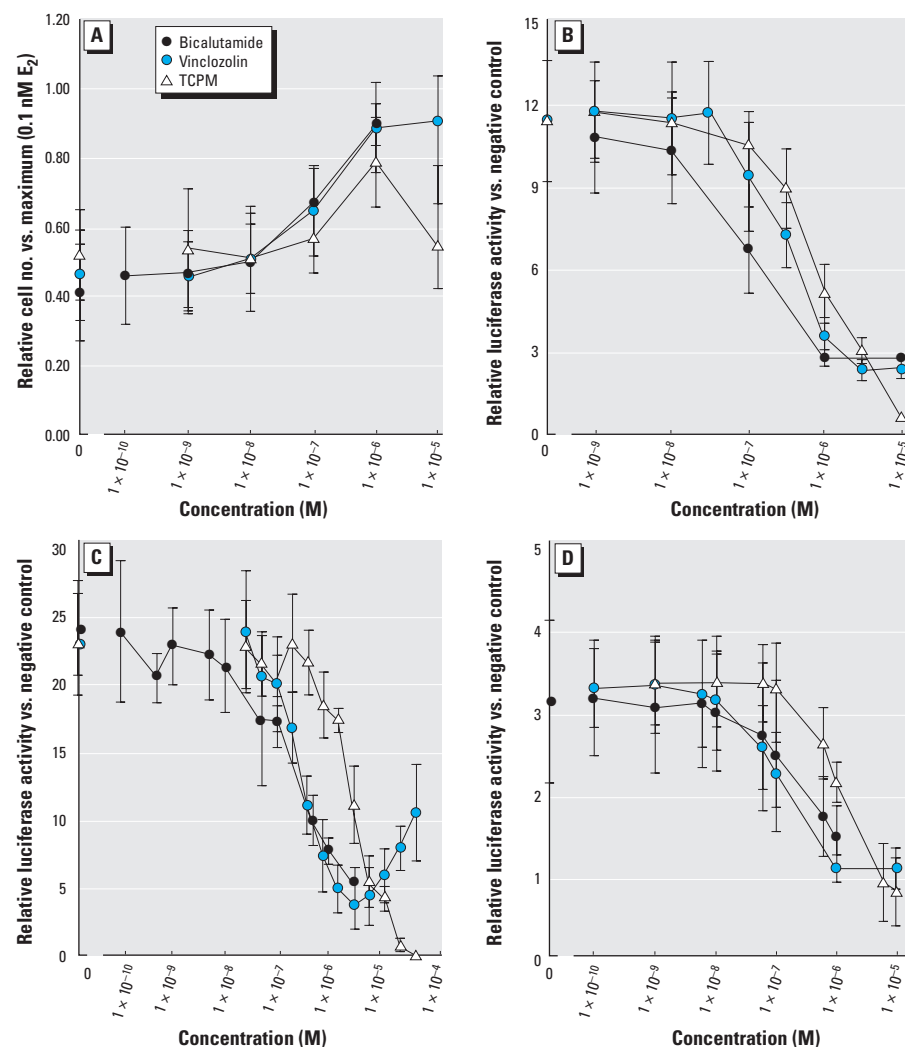 A
Bicalutamide
Vinclozolin
TCPM
Relative cell no. vs. maximum (0.1 nM E₂)
1.20
1.00
0.80
0.60
0.40
0.20
0.00
0
1 × 10⁻¹⁰
1 × 10⁻⁹
1 × 10⁻⁸
1 × 10⁻⁷
1 × 10⁻⁶
1 × 10⁻⁵
Concentration (M)
B
Relative luciferase activity vs. negative control
15
12
9
6
3
0
0
1 × 10⁻⁹
1 × 10⁻⁸
1 × 10⁻⁷
1 × 10⁻⁶
1 × 10⁻⁵
Concentration (M)
C
Relative luciferase activity vs. negative control
30
25
20
15
10
5
0
0
1 × 10⁻¹⁰
1 × 10⁻⁹
1 × 10⁻⁸
1 × 10⁻⁷
1 × 10⁻⁶
1 × 10⁻⁵
1 × 10⁻⁴
Concentration (M)
D
Relative luciferase activity vs. negative control
5
4
3
2
1
0
0
1 × 10⁻¹⁰
1 × 10⁻⁹
1 × 10⁻⁸
1 × 10⁻⁷
1 × 10⁻⁶
1 × 10⁻⁵
Concentration (M)